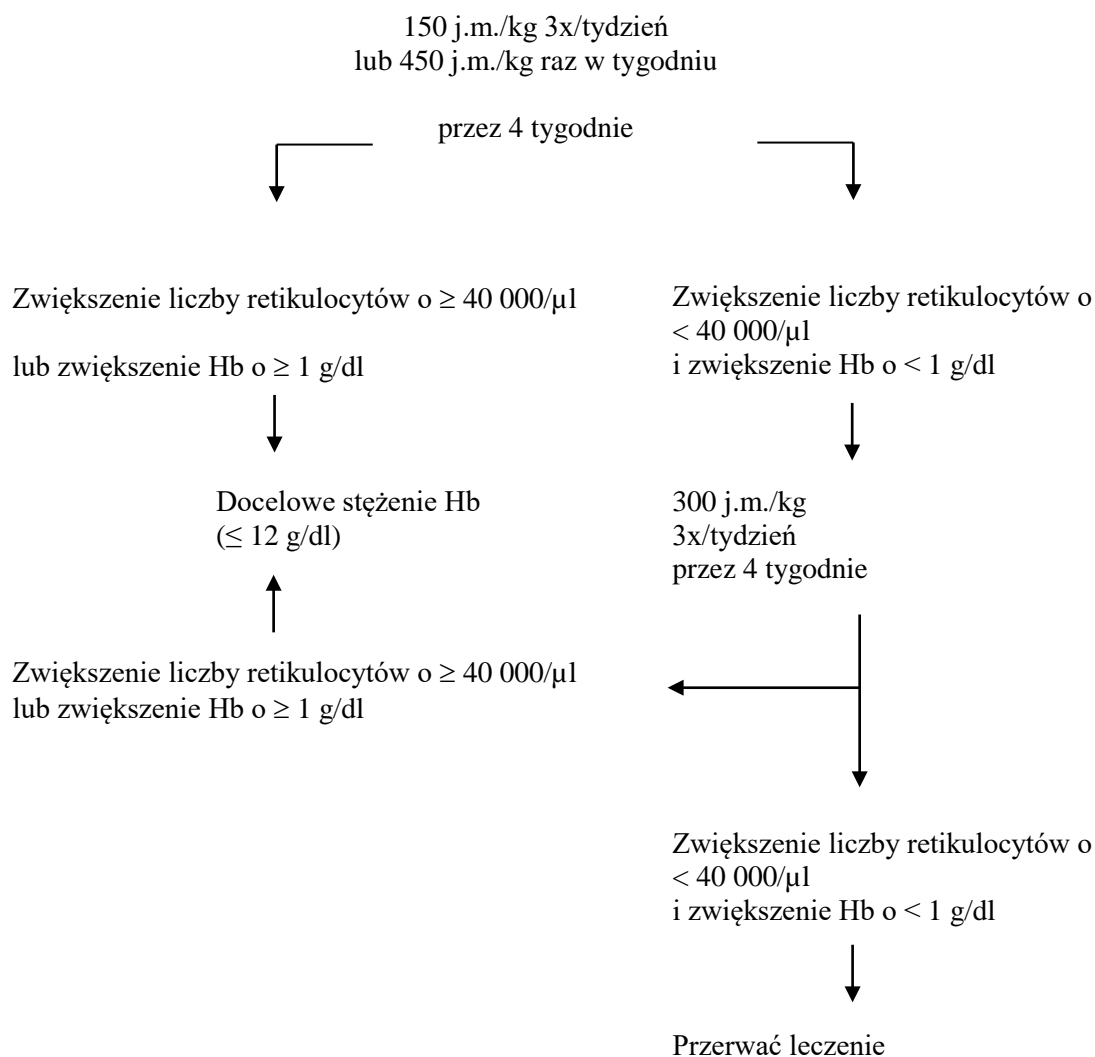 150 j.m./kg 3x/tydzień
lub 450 j.m./kg raz w tygodniu
przez 4 tygodnie
Zwiększenie liczby retikulocytów o ≥ 40 000/µl
lub zwiększenie Hb o ≥ 1 g/dl
Zwiększenie liczby retikulocytów o
< 40 000/µl
i zwiększenie Hb o < 1 g/dl
Docelowe stężenie Hb
(≤ 12 g/dl)
300 j.m./kg
3x/tydzień
przez 4 tygodnie
Zwiększenie liczby retikulocytów o ≥ 40 000/µl
lub zwiększenie Hb o ≥ 1 g/dl
Zwiększenie liczby retikulocytów o
< 40 000/µl
i zwiększenie Hb o < 1 g/dl
Przerwać leczenie